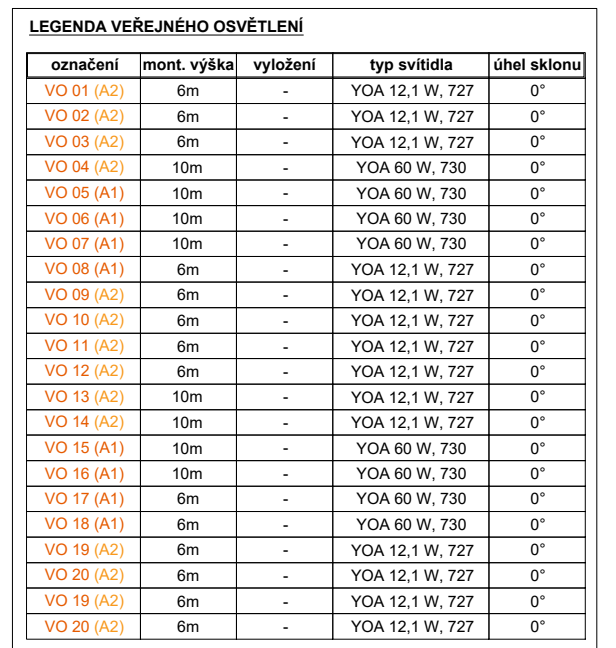 LEGENDA VEŘEJNÉHO OSVĚTLENÍ
označení mont. výška vyložení typ svítidla úhel sklonu
VO 01 (A2) 6m - YOA 12,1 W, 727 0°
VO 02 (A2) 6m - YOA 12,1 W, 727 0°
VO 03 (A2) 6m - YOA 12,1 W, 727 0°
VO 04 (A2) 10m - YOA 60 W, 730 0°
VO 05 (A1) 10m - YOA 60 W, 730 0°
VO 06 (A1) 10m - YOA 60 W, 730 0°
VO 07 (A1) 10m - YOA 60 W, 730 0°
VO 08 (A1) 6m - YOA 12,1 W, 727 0°
VO 09 (A2) 6m - YOA 12,1 W, 727 0°
VO 10 (A2) 6m - YOA 12,1 W, 727 0°
VO 11 (A2) 6m - YOA 12,1 W, 727 0°
VO 12 (A2) 6m - YOA 12,1 W, 727 0°
VO 13 (A2) 10m - YOA 12,1 W, 727 0°
VO 14 (A2) 10m - YOA 12,1 W, 727 0°
VO 15 (A1) 10m - YOA 60 W, 730 0°
VO 16 (A1) 10m - YOA 60 W, 730 0°
VO 17 (A1) 6m - YOA 60 W, 730 0°
VO 18 (A1) 6m - YOA 60 W, 730 0°
VO 19 (A2) 6m - YOA 12,1 W, 727 0°
VO 20 (A2) 6m - YOA 12,1 W, 727 0°
VO 19 (A2) 6m - YOA 12,1 W, 727 0°
VO 20 (A2) 6m - YOA 12,1 W, 727 0°